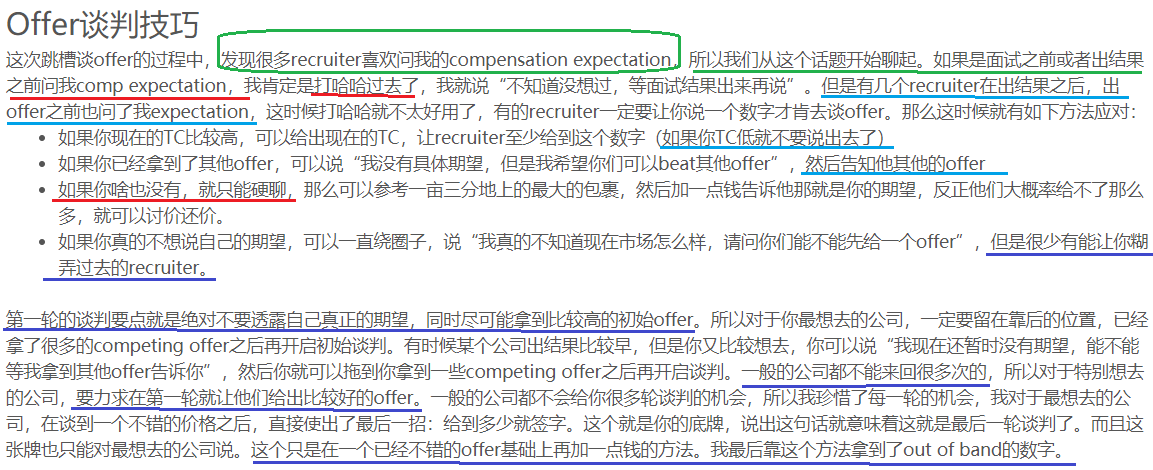 Offer谈判技巧
这次跳槽谈offer的过程中，发现很多recruiter喜欢问我的compensation expectation，所以我们从这个话题开始聊起。如果是面试之前或者出结果
之前问我comp expectation，我肯定是打哈哈过去了，我就说“不知道没想过，等面试结果出来再说”。但是有几个recruiter在出结果之后，出
offer之前也问了我expectation，这时候打哈哈就不太好用了，有的recruiter一定要让你说一个数字才肯去谈offer。那么这时候就有如下方法应对：
• 如果你现在的TC比较高，可以给出现在的TC，让recruiter至少给到这个数字（如果你TC低就不要说出去了）
• 如果你已经拿到了其他offer，可以说“我没有具体期望，但是我希望你们可以beat其他offer”，然后告知他其他的offer
• 如果你啥也没有，就只能硬聊，那么可以参考一亩三分地上的最大的包裹，然后加一点钱告诉他那就是你的期望，反正他们大概率给不了那么
多，就可以讨价还价。
• 如果你真的不想说自己的期望，可以一直绕圈子，说“我真的不知道现在市场怎么样，请问你们能不能先给一个offer”，但是很少有能让你糊
弄过去的recruiter。
第一轮的谈判要点就是绝对不要透露自己真正的期望，同时尽可能拿到比较高的初始offer。所以对于你最想去的公司，一定要留在靠后的位置，已经
拿了很多的competing offer之后再开启初始谈判。有时候某个公司出结果比较早，但是你又比较想去，你可以说“我现在还暂时没有期望，能不能
等我拿到其他offer告诉你”，然后你就可以拖到你拿到一些competing offer之后再开启谈判。一般的公司都不能来回很多次的，所以对于特别想去
的公司，要力求在第一轮就让他们给出比较好的offer。一般的公司都不会给你很多轮谈判的机会，所以我珍惜了每一轮的机会，我对于最想去的公
司，在谈到一个不错的价格之后，直接使出了最后一招：给到多少就签字。这个就是你的底牌，说出这句话就意味着这就是最后一轮谈判了。而且这
张牌也只能对最想去的公司说。这个只是在一个已经不错的offer基础上再加一点钱的方法。我最后靠这个方法拿到了out of band的数字。